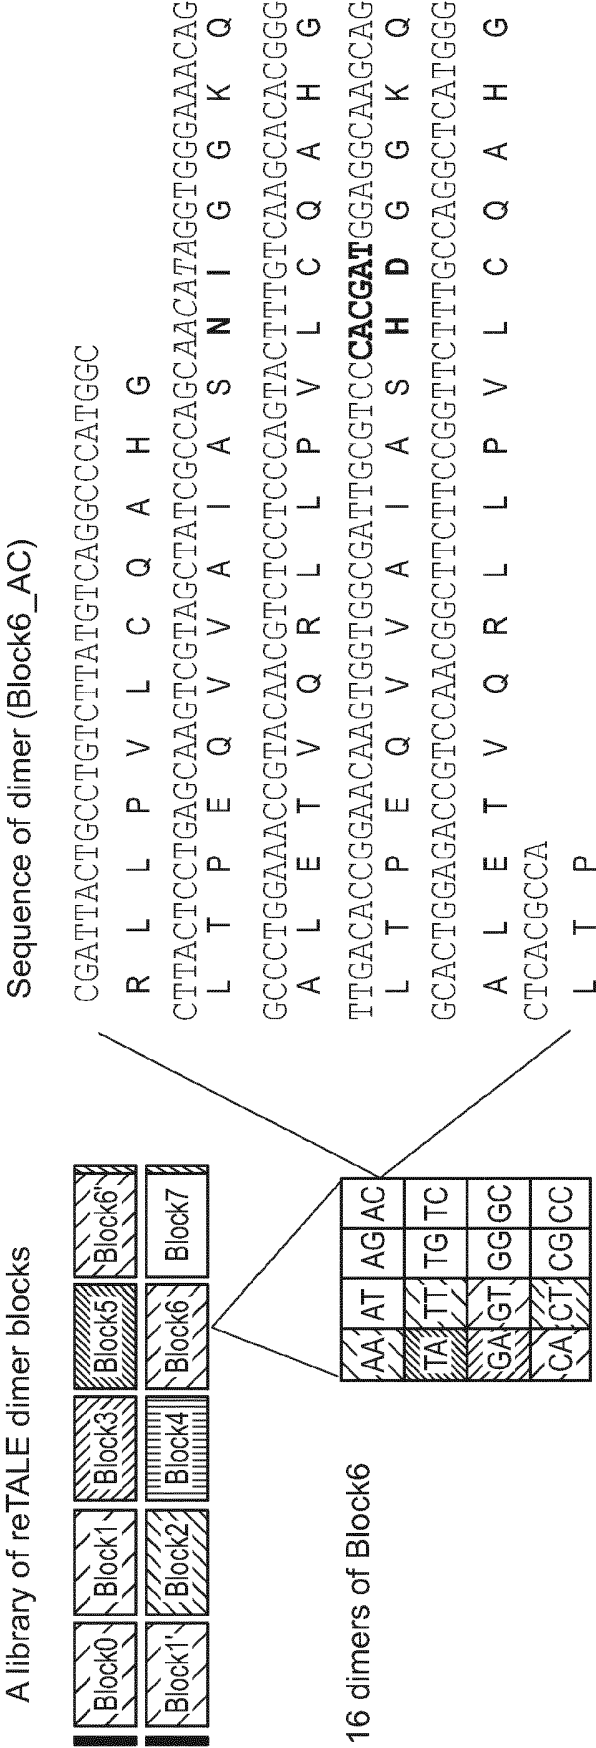 A library of reTALE dimer blocks
Block0 Block1 Block3 Block5 Block6'
Block1' Block2 Block4 Block6 Block7
16 dimers of Block6
AA AT AG AC
TA TT TG TC
GA GT GG GC
CA CT CG CC
Sequence of dimer (Block6_AC)
CGATTACTGCCTGTCTTATGTCAGGCCCATGGC
R L L P V L C Q A H G
CTTACTCCTGAGCAAGTCGTAGCTATCGCCAGCAACATAGGTGGGAAACAG
L T P E Q V V A I A S N I G G K Q
GCCCTGGAAACCGTACAACGTCTCCTCCCAGTACTTTGTCAAGCACACGGG
A L E T V Q R L L P V L C Q A H G
TTGACACCGGAACAAGTGGTGGCGATTGCGTCCCACGATGGAGGCAAGCAG
L T P E Q V V A I A S H D G G K Q
GCACTGGAGACCGTCCAACGGCTTCTTCCGGTTCTTTGCCAGGCTCATGGG
A L E T V Q R L L P V L C Q A H G
CTCACGCCA
L T P